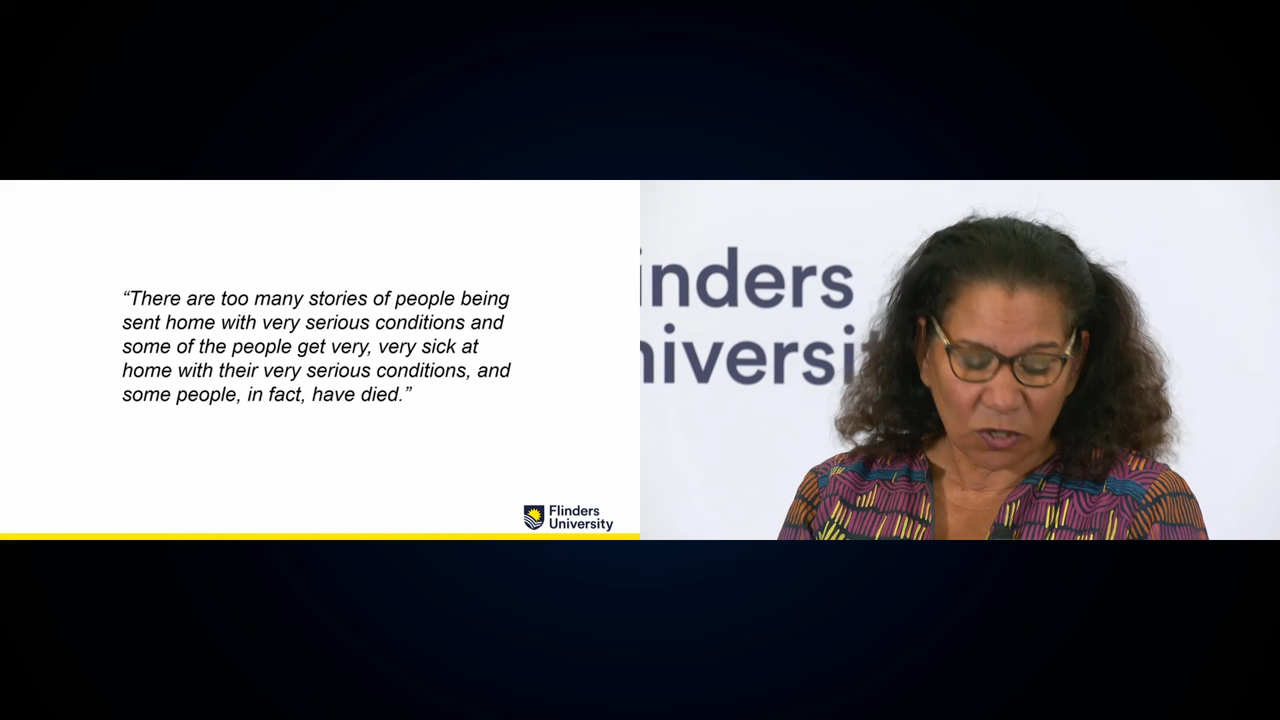 “There are too many stories of people being
sent home with very serious conditions and
some of the people get very, very sick at
home with their very serious conditions, and
some people, in fact, have died.”
Flinders
University
inders
niversit